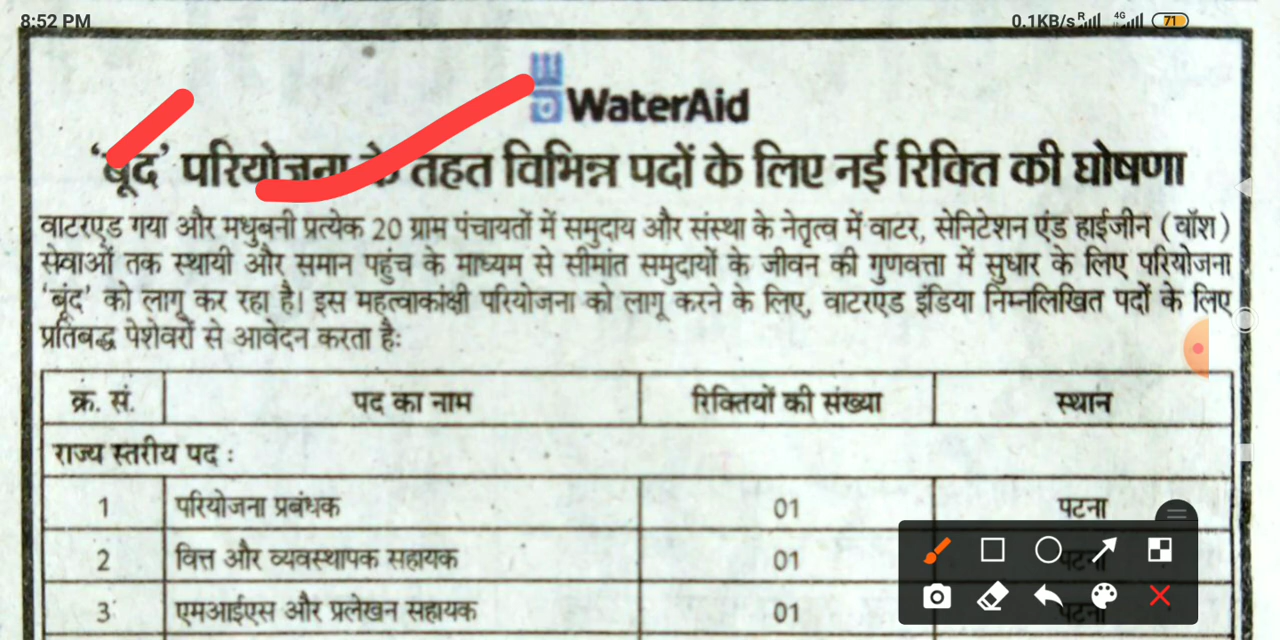 8:52 PM
0.1KB/s R 4G 71
WaterAid
'बूंद' परियोजना के तहत विभिन्न पदों के लिए नई रिक्ति की घोषणा
वाटरएड गया और मधुबनी प्रत्येक 20 ग्राम पंचायतों में समुदाय और संस्था के नेतृत्व में वाटर, सेनिटेशन एंड हाईजीन (वॉश)
सेवाओं तक स्थायी और समान पहुंच के माध्यम से सीमांत समुदायों के जीवन की गुणवत्ता में सुधार के लिए परियोजना
'बूंद' को लागू कर रहा है। इस महत्वाकांक्षी परियोजना को लागू करने के लिए, वाटरएड इंडिया निम्नलिखित पदों के लिए
प्रतिबद्ध पेशेवरों से आवेदन करता है:
क्र. सं. पद का नाम रिक्तियों की संख्या स्थान
राज्य स्तरीय पद :
1 परियोजना प्रबंधक 01 पटना
2 वित्त और व्यवस्थापक सहायक 01 पटना
3 एमआईएस और प्रलेखन सहायक 01 पटना